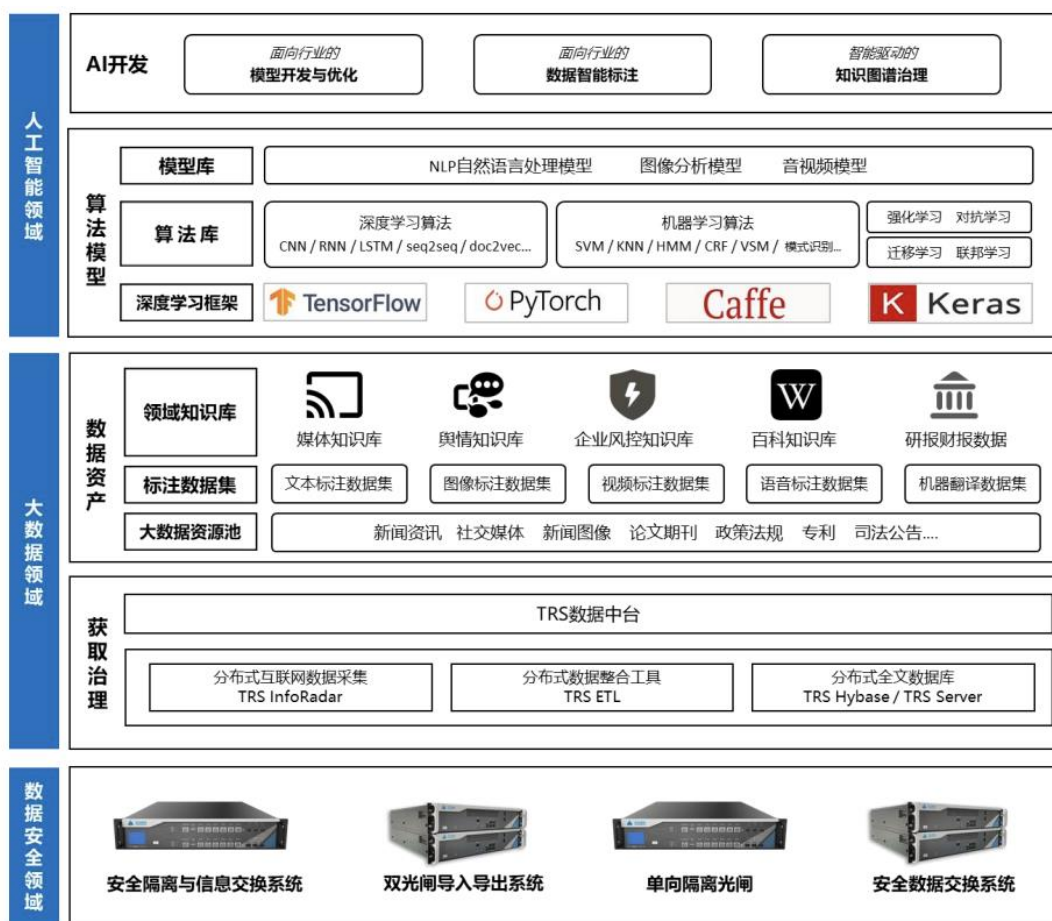 人工智能领域
AI开发
面向行业的
模型开发与优化
面向行业的
数据智能标注
智能驱动的
知识图谱治理
算法模型
模型库
NLP自然语言处理模型 图像分析模型 音视频模型
算法库
深度学习算法
CNN / RNN / LSTM / seq2seq / doc2vec...
机器学习算法
SVM / KNN / HMM / CRF / VSM / 模式识别...
强化学习 对抗学习
迁移学习 联邦学习
深度学习框架
TensorFlow
PyTorch
Caffe
K Keras
大数据领域
数据资产
领域知识库
媒体知识库
舆情知识库
企业风控知识库
W
百科知识库
研报财报数据
标注数据集
文本标注数据集
图像标注数据集
视频标注数据集
语音标注数据集
机器翻译数据集
大数据资源池
新闻资讯 社交媒体 新闻图像 论文期刊 政策法规 专利 司法公告....
获取治理
TRS数据中台
分布式互联网数据采集
TRS InfoRadar
分布式数据整合工具
TRS ETL
分布式全文数据库
TRS Hybase / TRS Server
数据安全领域
安全隔离与信息交换系统
双光闸导入导出系统
单向隔离光闸
安全数据交换系统